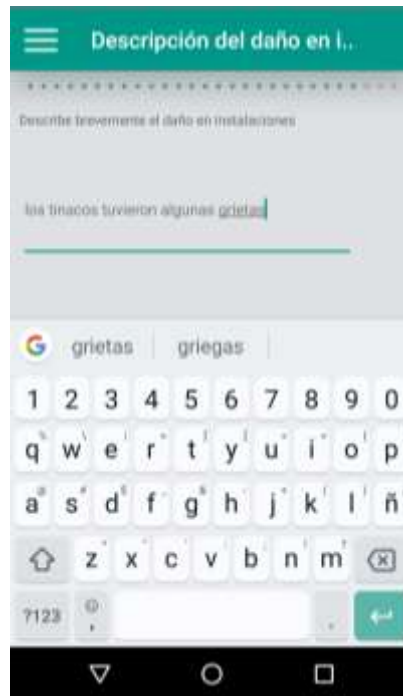 Descripción del daño en i..
Describe brevemente el daño en instalaciones
los tinacos tuvieron algunas grietas
grietas griegas
1 2 3 4 5 6 7 8 9 0
q w e r t y u i o p
a s d f g h j k l ñ
z x c v b n m
?123 , .